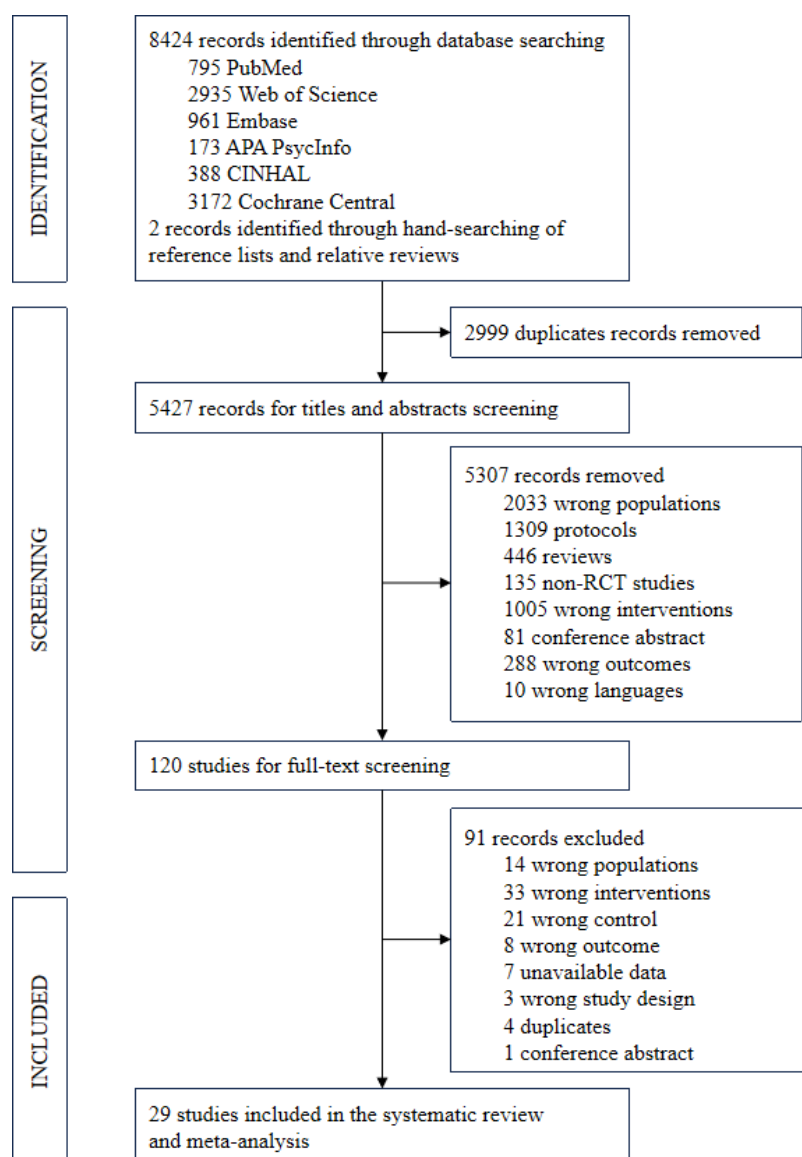 IDENTIFICATION
8424 records identified through database searching
795 PubMed
2935 Web of Science
961 Embase
173 APA PsycInfo
388 CINHAL
3172 Cochrane Central
2 records identified through hand-searching of
reference lists and relative reviews
2999 duplicates records removed
SCREENING
5427 records for titles and abstracts screening
5307 records removed
2033 wrong populations
1309 protocols
446 reviews
135 non-RCT studies
1005 wrong interventions
81 conference abstract
288 wrong outcomes
10 wrong languages
120 studies for full-text screening
91 records excluded
14 wrong populations
33 wrong interventions
21 wrong control
8 wrong outcome
7 unavailable data
3 wrong study design
4 duplicates
1 conference abstract
INCLUDED
29 studies included in the systematic review
and meta-analysis